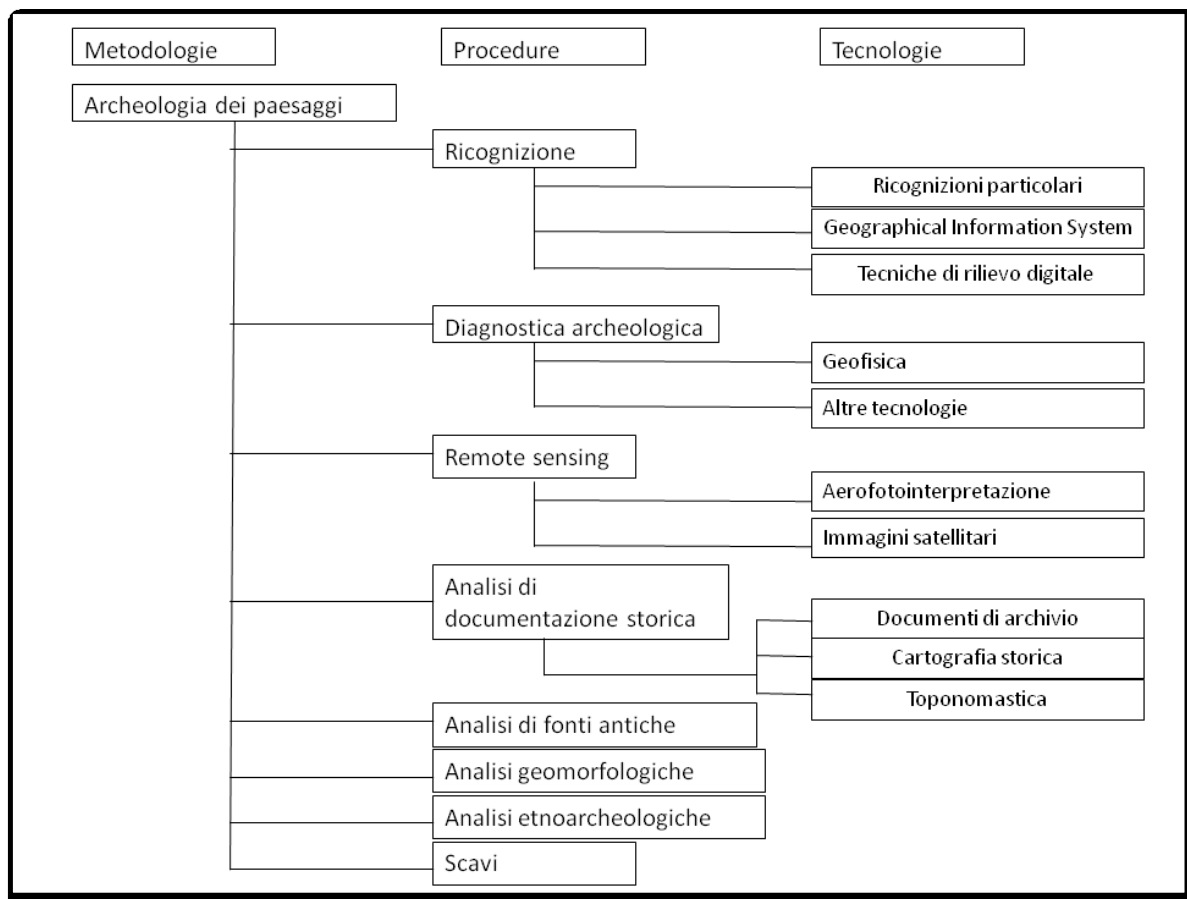 Metodologie
Procedure
Tecnologie
Archeologia dei paesaggi
Ricognizione
Ricognizioni particolari
Geographical Information System
Tecniche di rilievo digitale
Diagnostica archeologica
Geofisica
Altre tecnologie
Remote sensing
Aerofotointerpretazione
Immagini satellitari
Analisi di
documentazione storica
Documenti di archivio
Cartografia storica
Toponomastica
Analisi di fonti antiche
Analisi geomorfologiche
Analisi etnoarcheologiche
Scavi